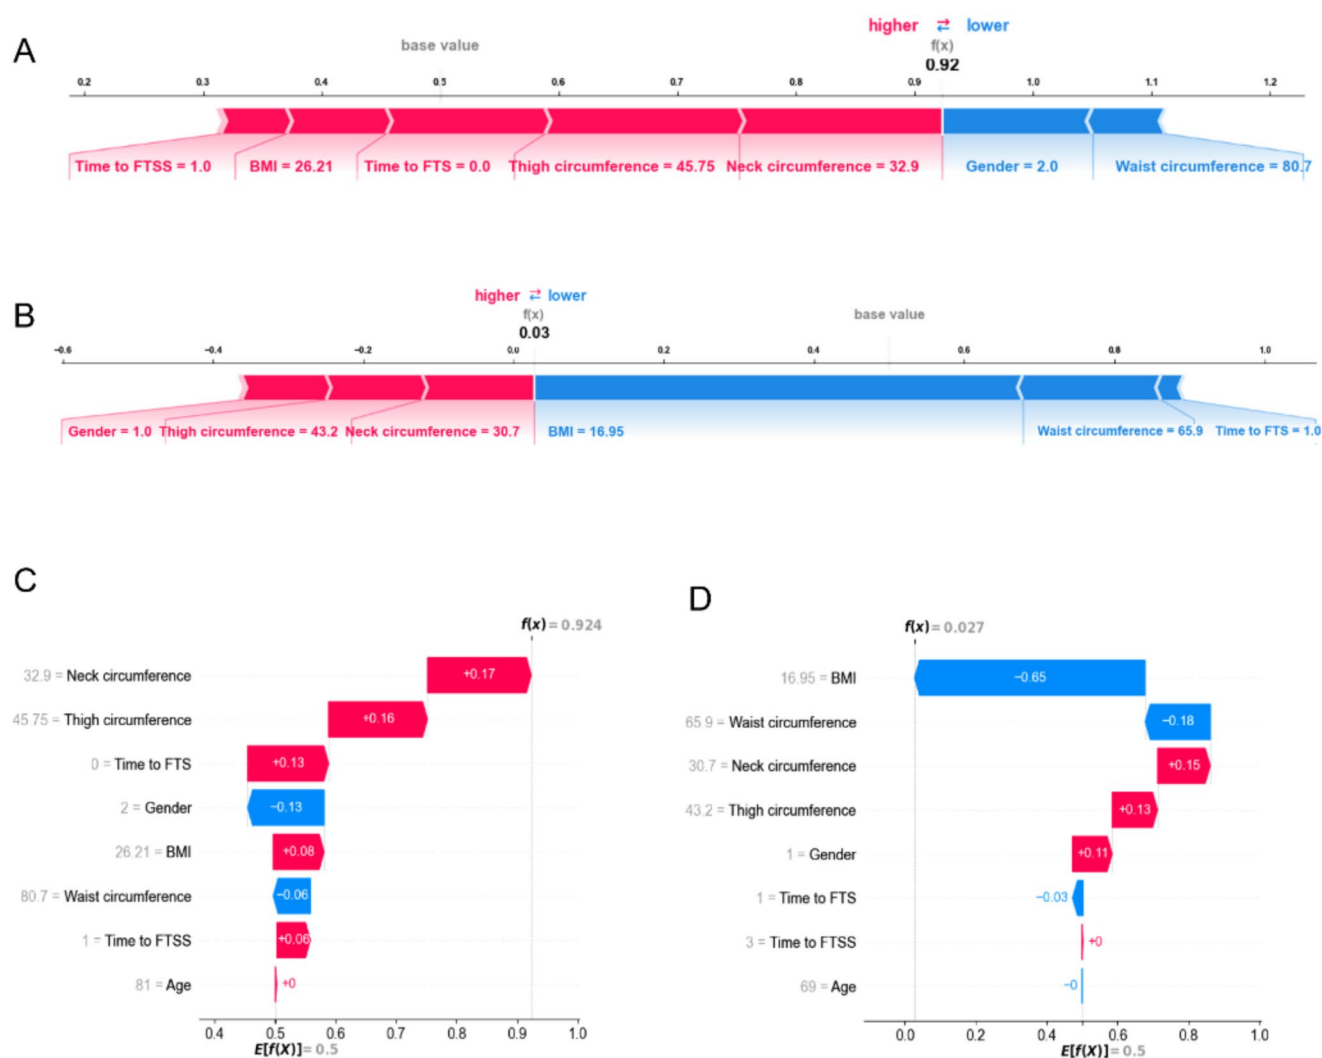 A
higher ⇄ lower
base value
f(x)
0.92
0.2 0.3 0.4 0.5 0.6 0.7 0.8 0.9 1.0 1.1 1.2
Time to FTSS = 1.0 BMI = 26.21 Time to FTS = 0.0 Thigh circumference = 45.75 Neck circumference = 32.9 Gender = 2.0 Waist circumference = 80.7
B
higher ⇄ lower
f(x)
base value
0.03
−0.6 −0.4 −0.2 0.0 0.2 0.4 0.6 0.8 1.0
Gender = 1.0 Thigh circumference = 43.2 Neck circumference = 30.7 BMI = 16.95 Waist circumference = 65.9 Time to FTS = 1.0
C
f(x) = 0.924
32.9 = Neck circumference +0.17
45 75 = Thigh circumference +0.16
0 = Time to FTS +0.13
2 = Gender −0.13
26.21 = BMI +0.08
80.7 = Waist circumference −0.06
1 = Time to FTSS +0.06
81 = Age +0
0.4 0.5 0.6 0.7 0.8 0.9 1.0
E[f(X)] = 0.5
D
f(x) = 0.027
16.95 = BMI −0.65
65 9 = Waist circumference −0.18
30.7 = Neck circumference +0.15
43.2 = Thigh circumference +0.13
1 = Gender +0.11
1 = Time to FTS −0.03
3 = Time to FTSS +0
69 = Age −0
0.0 0.2 0.4 0.6 0.8 1.0
E[f(X)] = 0.5